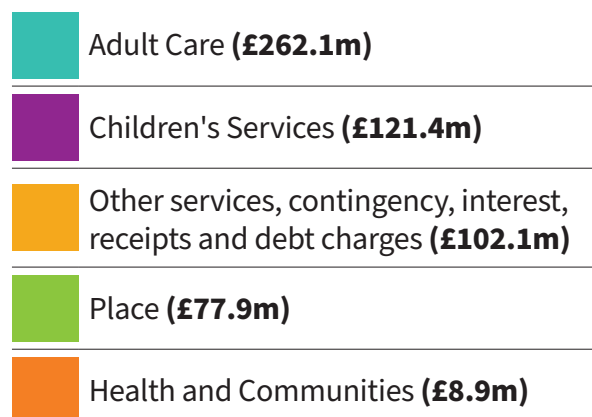 Adult Care (£262.1m)
Children's Services (£121.4m)
Other services, contingency, interest,
receipts and debt charges (£102.1m)
Place (£77.9m)
Health and Communities (£8.9m)